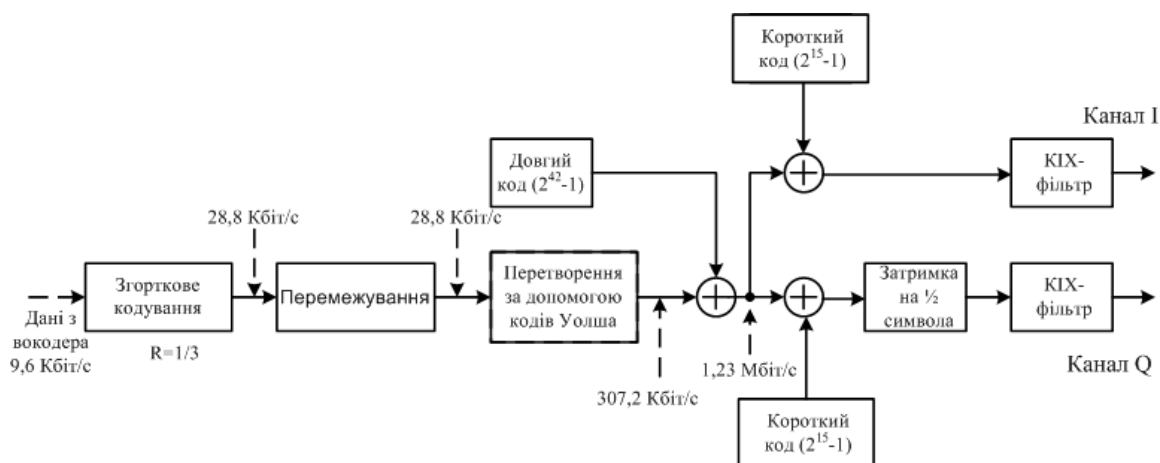 Короткий
код (2¹⁵-1)
Канал I
Довгий
код (2⁴²-1)
КІХ-
фільтр
28,8 Кбіт/с
28,8 Кбіт/с
Згорткове
кодування
Перемежування
Перетворення
за допомогою
кодів Уолша
Затримка
на ½
символа
КІХ-
фільтр
Дані з
вокодера
9,6 Кбіт/с
R=1/3
307,2 Кбіт/с
1,23 Мбіт/с
Канал Q
Короткий
код (2¹⁵-1)